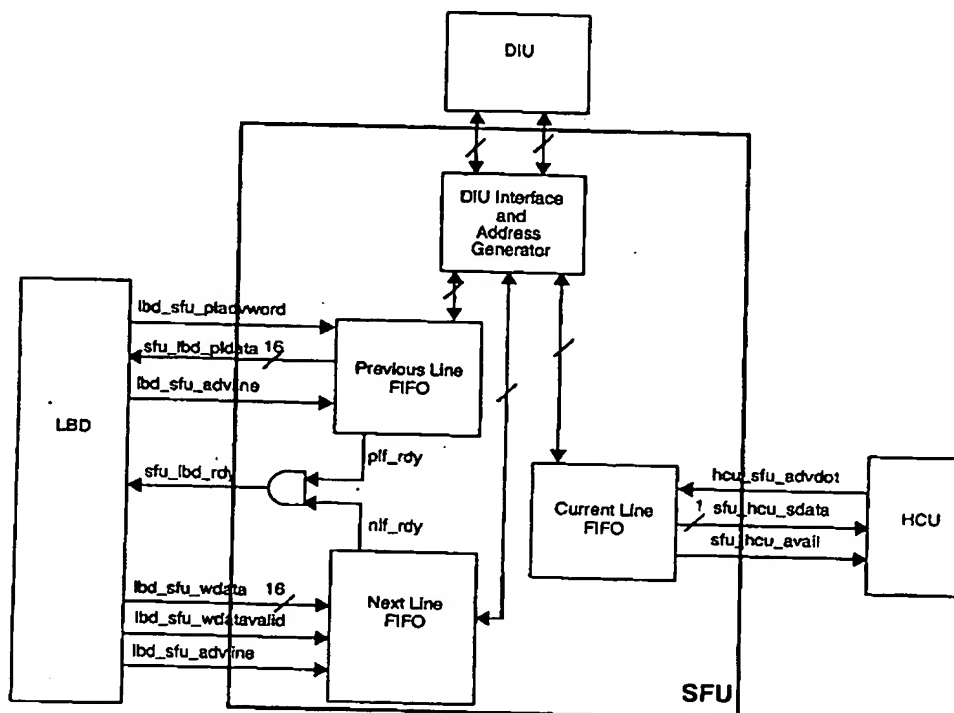 DIU
DIU Interface
and
Address
Generator
lbd_sfu_pladvword
sfu_lbd_pldata 16
lbd_sfu_advline
Previous Line
FIFO
LBD
plf_rdy
sfu_lbd_rdy
nlf_rdy
hcu_sfu_advdot
1 sfu_hcu_sdata
sfu_hcu_avail
Current Line
FIFO
HCU
lbd_sfu_wdata 16
lbd_sfu_wdatavalid
lbd_sfu_advline
Next Line
FIFO
SFU